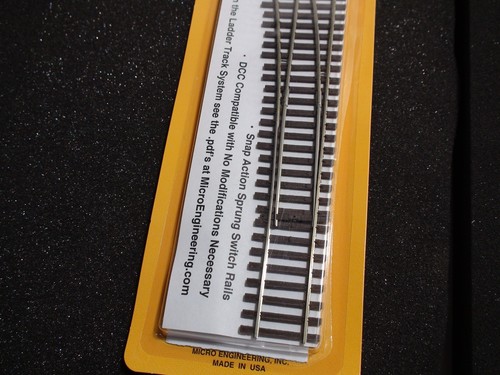 · Snap Action Sprung Switch Rails
· DCC Compatible with No Modifications Necessary
the Ladder Track System see the .pdf's at MicroEngineering.com
MICRO ENGINEERING, INC.
MADE IN USA